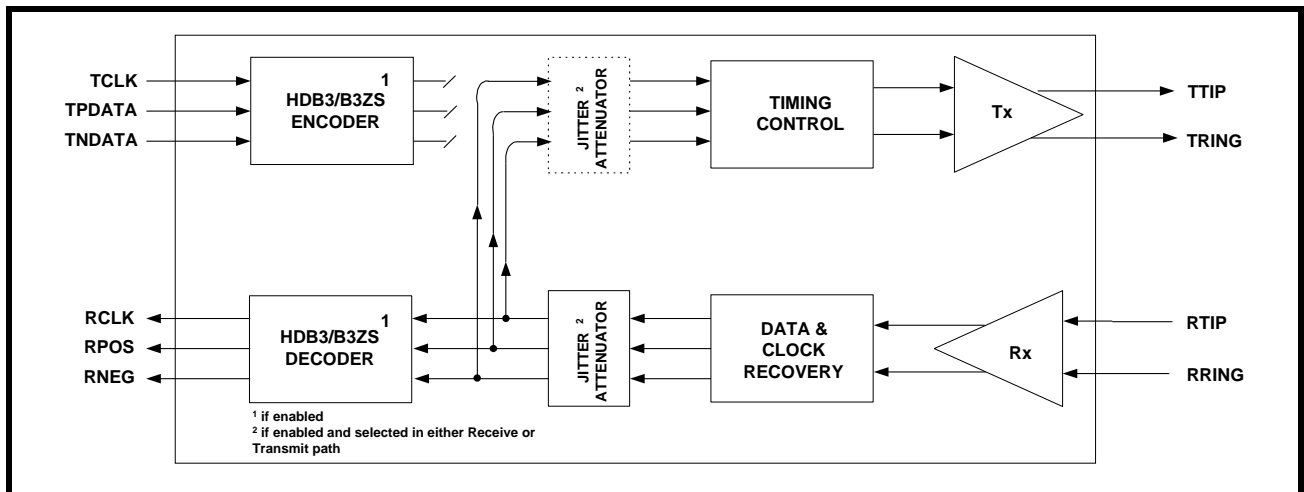 TCLK
TPDATA
TNDATA
HDB3/B3ZS 1
ENCODER
JITTER 2
ATTENUATOR
TIMING
CONTROL
Tx
TTIP
TRING
RCLK
RPOS
RNEG
HDB3/B3ZS 1
DECODER
JITTER 2
ATTENUATOR
DATA &
CLOCK
RECOVERY
Rx
RTIP
RRING
1 if enabled
2 if enabled and selected in either Receive or
Transmit path